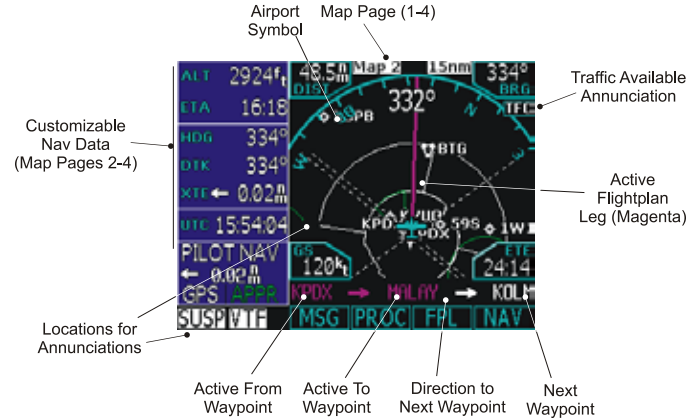 Airport
Symbol
Map Page (1-4)
Traffic Available
Annunciation
Customizable
Nav Data
(Map Pages 2-4)
Active
Flightplan
Leg (Magenta)
ALT 2924ft
ETA 16:18
HDG 334°
DTK 334°
XTE ← 0.02nm
UTC 15:54:04
PILOT NAV
← 0.02nm
GPS APPR
SUSP VTF
48.5nm
DIST
Map 2
15nm
334°
BRG
TFC
332°
N
W
BTG
59S
1W
GS
120kt
ETE
24:14
KPDX → MALAY → KOLM
MSG PROC FPL NAV
Locations for
Annunciations
Active From
Waypoint
Active To
Waypoint
Direction to
Next Waypoint
Next
Waypoint